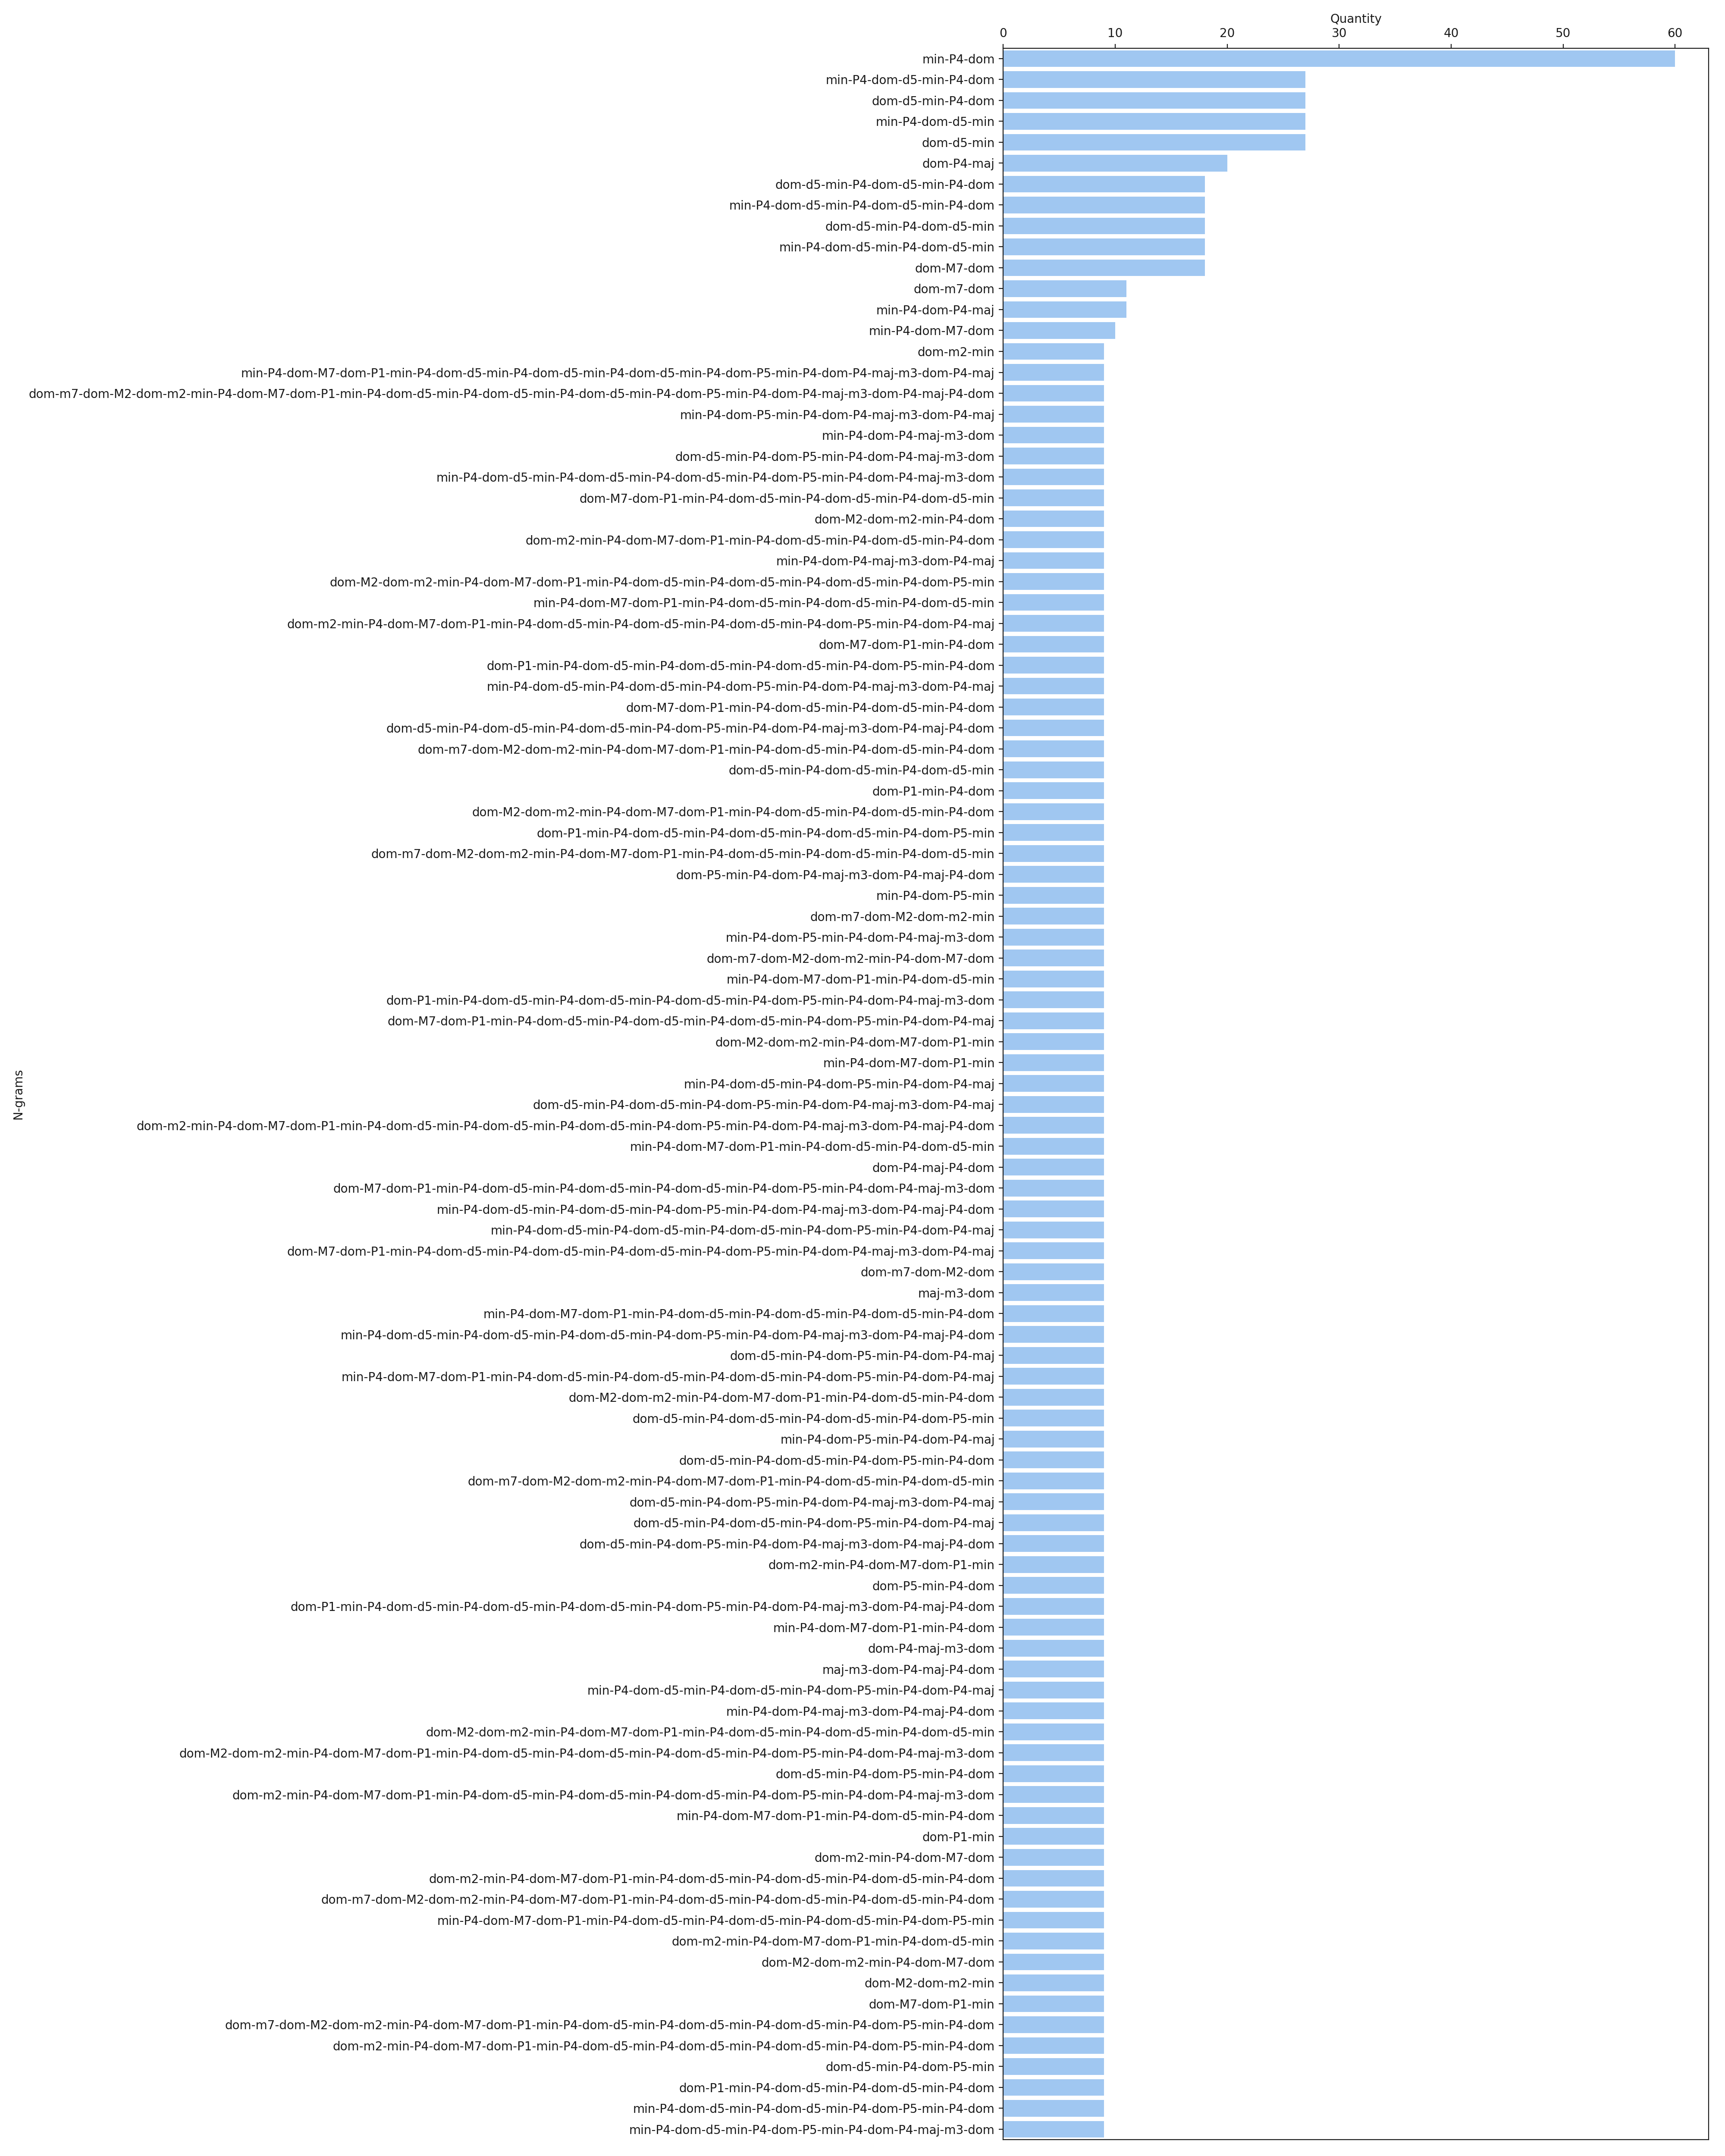 Quantity
0 10 20 30 40 50 60
min-P4-dom
min-P4-dom-d5-min-P4-dom
dom-d5-min-P4-dom
min-P4-dom-d5-min
dom-d5-min
dom-P4-maj
dom-d5-min-P4-dom-d5-min-P4-dom
min-P4-dom-d5-min-P4-dom-d5-min-P4-dom
dom-d5-min-P4-dom-d5-min
min-P4-dom-d5-min-P4-dom-d5-min
dom-M7-dom
dom-m7-dom
min-P4-dom-P4-maj
min-P4-dom-M7-dom
dom-m2-min
min-P4-dom-M7-dom-P1-min-P4-dom-d5-min-P4-dom-d5-min-P4-dom-d5-min-P4-dom-P5-min-P4-dom-P4-maj-m3-dom-P4-maj
dom-m7-dom-M2-dom-m2-min-P4-dom-M7-dom-P1-min-P4-dom-d5-min-P4-dom-d5-min-P4-dom-d5-min-P4-dom-P5-min-P4-dom-P4-maj-m3-dom-P4-maj-P4-dom
min-P4-dom-P5-min-P4-dom-P4-maj-m3-dom-P4-maj
min-P4-dom-P4-maj-m3-dom
dom-d5-min-P4-dom-P5-min-P4-dom-P4-maj-m3-dom
min-P4-dom-d5-min-P4-dom-d5-min-P4-dom-d5-min-P4-dom-P5-min-P4-dom-P4-maj-m3-dom
dom-M7-dom-P1-min-P4-dom-d5-min-P4-dom-d5-min-P4-dom-d5-min
dom-M2-dom-m2-min-P4-dom
dom-m2-min-P4-dom-M7-dom-P1-min-P4-dom-d5-min-P4-dom-d5-min-P4-dom
min-P4-dom-P4-maj-m3-dom-P4-maj
dom-M2-dom-m2-min-P4-dom-M7-dom-P1-min-P4-dom-d5-min-P4-dom-d5-min-P4-dom-d5-min-P4-dom-P5-min
min-P4-dom-M7-dom-P1-min-P4-dom-d5-min-P4-dom-d5-min-P4-dom-d5-min
dom-m2-min-P4-dom-M7-dom-P1-min-P4-dom-d5-min-P4-dom-d5-min-P4-dom-d5-min-P4-dom-P5-min-P4-dom-P4-maj
dom-M7-dom-P1-min-P4-dom
dom-P1-min-P4-dom-d5-min-P4-dom-d5-min-P4-dom-d5-min-P4-dom-P5-min-P4-dom
min-P4-dom-d5-min-P4-dom-d5-min-P4-dom-P5-min-P4-dom-P4-maj-m3-dom-P4-maj
dom-M7-dom-P1-min-P4-dom-d5-min-P4-dom-d5-min-P4-dom
dom-d5-min-P4-dom-d5-min-P4-dom-d5-min-P4-dom-P5-min-P4-dom-P4-maj-m3-dom-P4-maj-P4-dom
dom-m7-dom-M2-dom-m2-min-P4-dom-M7-dom-P1-min-P4-dom-d5-min-P4-dom-d5-min-P4-dom
dom-d5-min-P4-dom-d5-min-P4-dom-d5-min
dom-P1-min-P4-dom
dom-M2-dom-m2-min-P4-dom-M7-dom-P1-min-P4-dom-d5-min-P4-dom-d5-min-P4-dom
dom-P1-min-P4-dom-d5-min-P4-dom-d5-min-P4-dom-d5-min-P4-dom-P5-min
dom-m7-dom-M2-dom-m2-min-P4-dom-M7-dom-P1-min-P4-dom-d5-min-P4-dom-d5-min-P4-dom-d5-min
dom-P5-min-P4-dom-P4-maj-m3-dom-P4-maj-P4-dom
min-P4-dom-P5-min
dom-m7-dom-M2-dom-m2-min
min-P4-dom-P5-min-P4-dom-P4-maj-m3-dom
dom-m7-dom-M2-dom-m2-min-P4-dom-M7-dom
min-P4-dom-M7-dom-P1-min-P4-dom-d5-min
dom-P1-min-P4-dom-d5-min-P4-dom-d5-min-P4-dom-d5-min-P4-dom-P5-min-P4-dom-P4-maj-m3-dom
dom-M7-dom-P1-min-P4-dom-d5-min-P4-dom-d5-min-P4-dom-d5-min-P4-dom-P5-min-P4-dom-P4-maj
dom-M2-dom-m2-min-P4-dom-M7-dom-P1-min
min-P4-dom-M7-dom-P1-min
min-P4-dom-d5-min-P4-dom-P5-min-P4-dom-P4-maj
N-grams
dom-d5-min-P4-dom-d5-min-P4-dom-P5-min-P4-dom-P4-maj-m3-dom-P4-maj
dom-m2-min-P4-dom-M7-dom-P1-min-P4-dom-d5-min-P4-dom-d5-min-P4-dom-d5-min-P4-dom-P5-min-P4-dom-P4-maj-m3-dom-P4-maj-P4-dom
min-P4-dom-M7-dom-P1-min-P4-dom-d5-min-P4-dom-d5-min
dom-P4-maj-P4-dom
dom-M7-dom-P1-min-P4-dom-d5-min-P4-dom-d5-min-P4-dom-d5-min-P4-dom-P5-min-P4-dom-P4-maj-m3-dom
min-P4-dom-d5-min-P4-dom-d5-min-P4-dom-P5-min-P4-dom-P4-maj-m3-dom-P4-maj-P4-dom
min-P4-dom-d5-min-P4-dom-d5-min-P4-dom-d5-min-P4-dom-P5-min-P4-dom-P4-maj
dom-M7-dom-P1-min-P4-dom-d5-min-P4-dom-d5-min-P4-dom-d5-min-P4-dom-P5-min-P4-dom-P4-maj-m3-dom-P4-maj
dom-m7-dom-M2-dom
maj-m3-dom
min-P4-dom-M7-dom-P1-min-P4-dom-d5-min-P4-dom-d5-min-P4-dom-d5-min-P4-dom
min-P4-dom-d5-min-P4-dom-d5-min-P4-dom-d5-min-P4-dom-P5-min-P4-dom-P4-maj-m3-dom-P4-maj-P4-dom
dom-d5-min-P4-dom-P5-min-P4-dom-P4-maj
min-P4-dom-M7-dom-P1-min-P4-dom-d5-min-P4-dom-d5-min-P4-dom-d5-min-P4-dom-P5-min-P4-dom-P4-maj
dom-M2-dom-m2-min-P4-dom-M7-dom-P1-min-P4-dom-d5-min-P4-dom
dom-d5-min-P4-dom-d5-min-P4-dom-d5-min-P4-dom-P5-min
min-P4-dom-P5-min-P4-dom-P4-maj
dom-d5-min-P4-dom-d5-min-P4-dom-P5-min-P4-dom
dom-m7-dom-M2-dom-m2-min-P4-dom-M7-dom-P1-min-P4-dom-d5-min-P4-dom-d5-min
dom-d5-min-P4-dom-P5-min-P4-dom-P4-maj-m3-dom-P4-maj
dom-d5-min-P4-dom-d5-min-P4-dom-P5-min-P4-dom-P4-maj
dom-d5-min-P4-dom-P5-min-P4-dom-P4-maj-m3-dom-P4-maj-P4-dom
dom-m2-min-P4-dom-M7-dom-P1-min
dom-P5-min-P4-dom
dom-P1-min-P4-dom-d5-min-P4-dom-d5-min-P4-dom-d5-min-P4-dom-P5-min-P4-dom-P4-maj-m3-dom-P4-maj-P4-dom
min-P4-dom-M7-dom-P1-min-P4-dom
dom-P4-maj-m3-dom
maj-m3-dom-P4-maj-P4-dom
min-P4-dom-d5-min-P4-dom-d5-min-P4-dom-P5-min-P4-dom-P4-maj
min-P4-dom-P4-maj-m3-dom-P4-maj-P4-dom
dom-M2-dom-m2-min-P4-dom-M7-dom-P1-min-P4-dom-d5-min-P4-dom-d5-min-P4-dom-d5-min
dom-M2-dom-m2-min-P4-dom-M7-dom-P1-min-P4-dom-d5-min-P4-dom-d5-min-P4-dom-d5-min-P4-dom-P5-min-P4-dom-P4-maj-m3-dom
dom-d5-min-P4-dom-P5-min-P4-dom
dom-m2-min-P4-dom-M7-dom-P1-min-P4-dom-d5-min-P4-dom-d5-min-P4-dom-d5-min-P4-dom-P5-min-P4-dom-P4-maj-m3-dom
min-P4-dom-M7-dom-P1-min-P4-dom-d5-min-P4-dom
dom-P1-min
dom-m2-min-P4-dom-M7-dom
dom-m2-min-P4-dom-M7-dom-P1-min-P4-dom-d5-min-P4-dom-d5-min-P4-dom-d5-min-P4-dom
dom-m7-dom-M2-dom-m2-min-P4-dom-M7-dom-P1-min-P4-dom-d5-min-P4-dom-d5-min-P4-dom-d5-min-P4-dom
min-P4-dom-M7-dom-P1-min-P4-dom-d5-min-P4-dom-d5-min-P4-dom-d5-min-P4-dom-P5-min
dom-m2-min-P4-dom-M7-dom-P1-min-P4-dom-d5-min
dom-M2-dom-m2-min-P4-dom-M7-dom
dom-M2-dom-m2-min
dom-M7-dom-P1-min
dom-m7-dom-M2-dom-m2-min-P4-dom-M7-dom-P1-min-P4-dom-d5-min-P4-dom-d5-min-P4-dom-d5-min-P4-dom-P5-min-P4-dom
dom-m2-min-P4-dom-M7-dom-P1-min-P4-dom-d5-min-P4-dom-d5-min-P4-dom-d5-min-P4-dom-P5-min-P4-dom
dom-d5-min-P4-dom-P5-min
dom-P1-min-P4-dom-d5-min-P4-dom-d5-min-P4-dom
min-P4-dom-d5-min-P4-dom-d5-min-P4-dom-P5-min-P4-dom
min-P4-dom-d5-min-P4-dom-P5-min-P4-dom-P4-maj-m3-dom